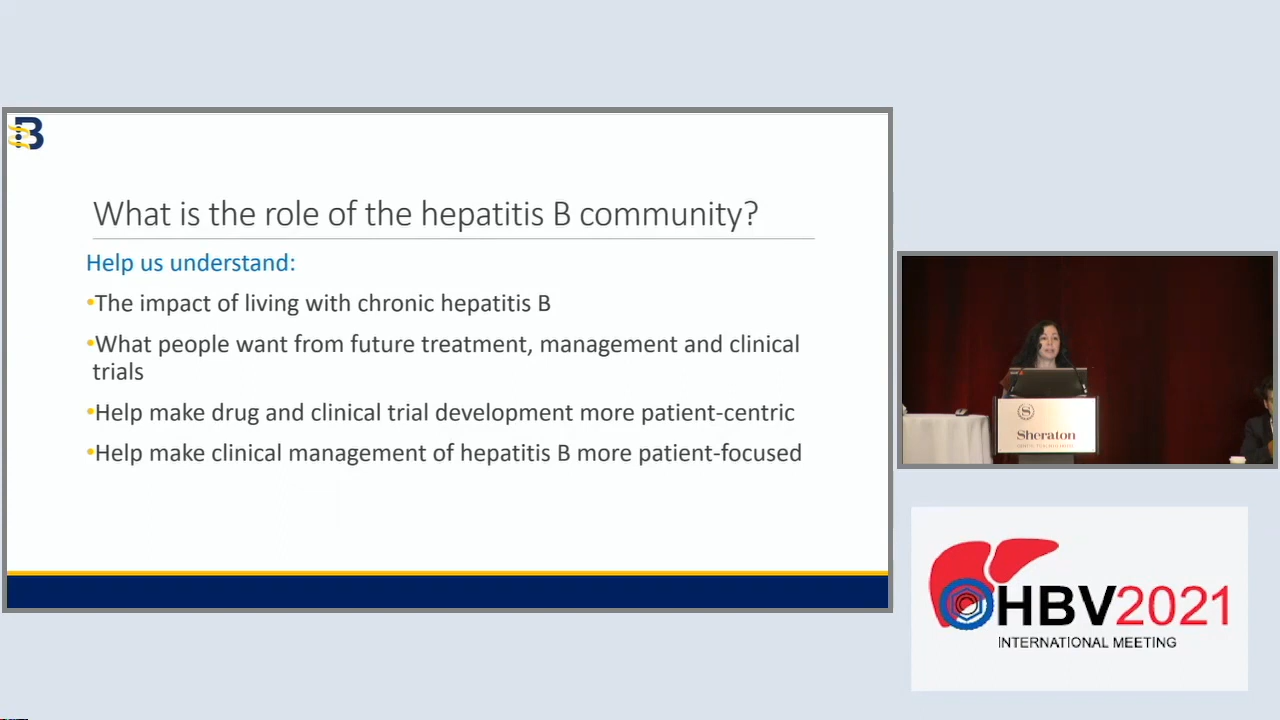 B
What is the role of the hepatitis B community?
Help us understand:
•The impact of living with chronic hepatitis B
•What people want from future treatment, management and clinical
trials
•Help make drug and clinical trial development more patient-centric
•Help make clinical management of hepatitis B more patient-focused
S
Sheraton
HBV2021
INTERNATIONAL MEETING